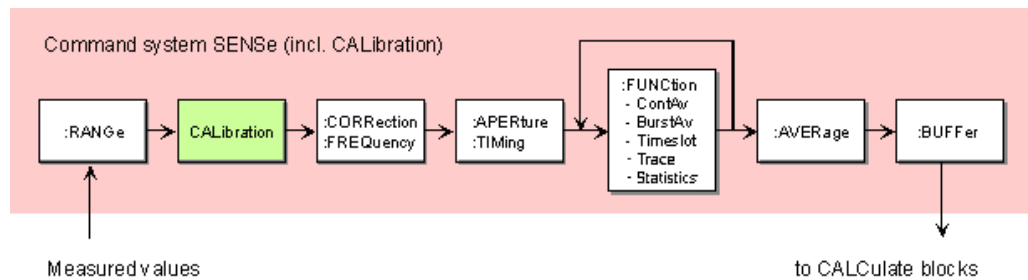 Command system SENSe (incl. CALibration)
:RANGe
CALibration
:CORRection
:FREQuency
:APERture
:TIMing
:FUNCtion
- ContAv
- BurstAv
- Timeslot
- Trace
- Statistics
:AVERage
:BUFFer
Measured values
to CALCulate blocks